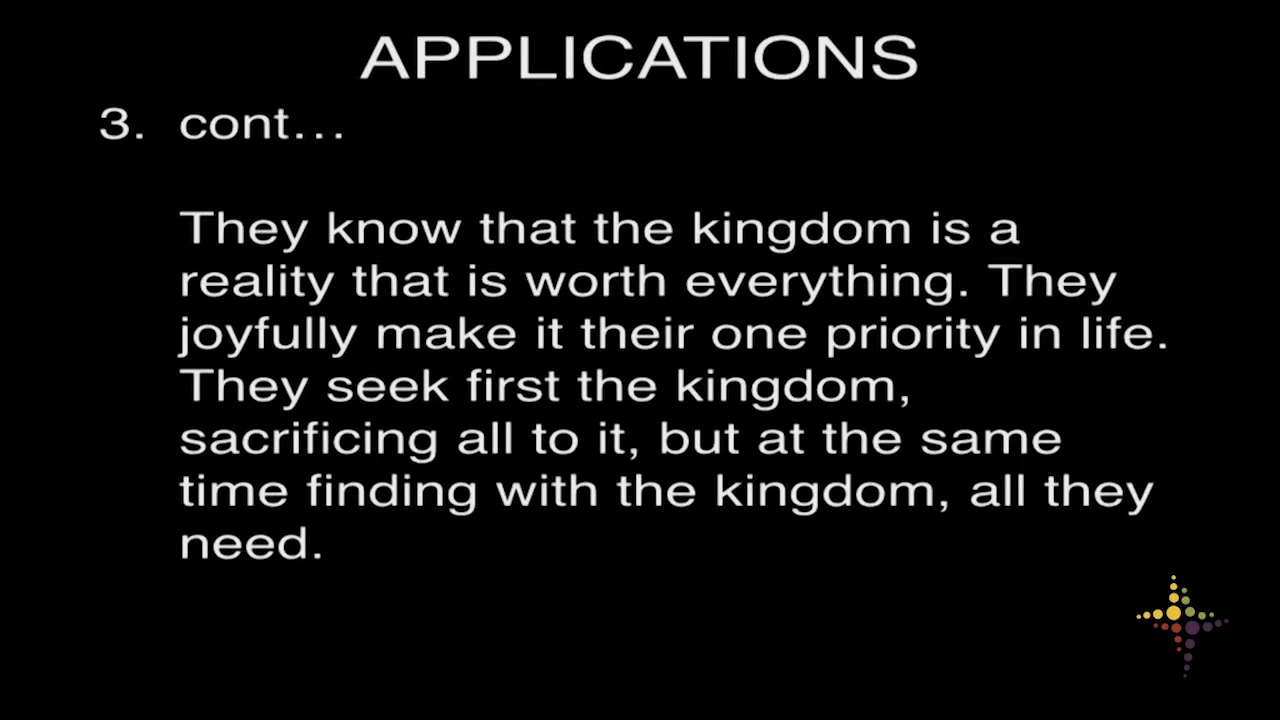 APPLICATIONS
3. cont...
They know that the kingdom is a
reality that is worth everything. They
joyfully make it their one priority in life.
They seek first the kingdom,
sacrificing all to it, but at the same
time finding with the kingdom, all they
need.